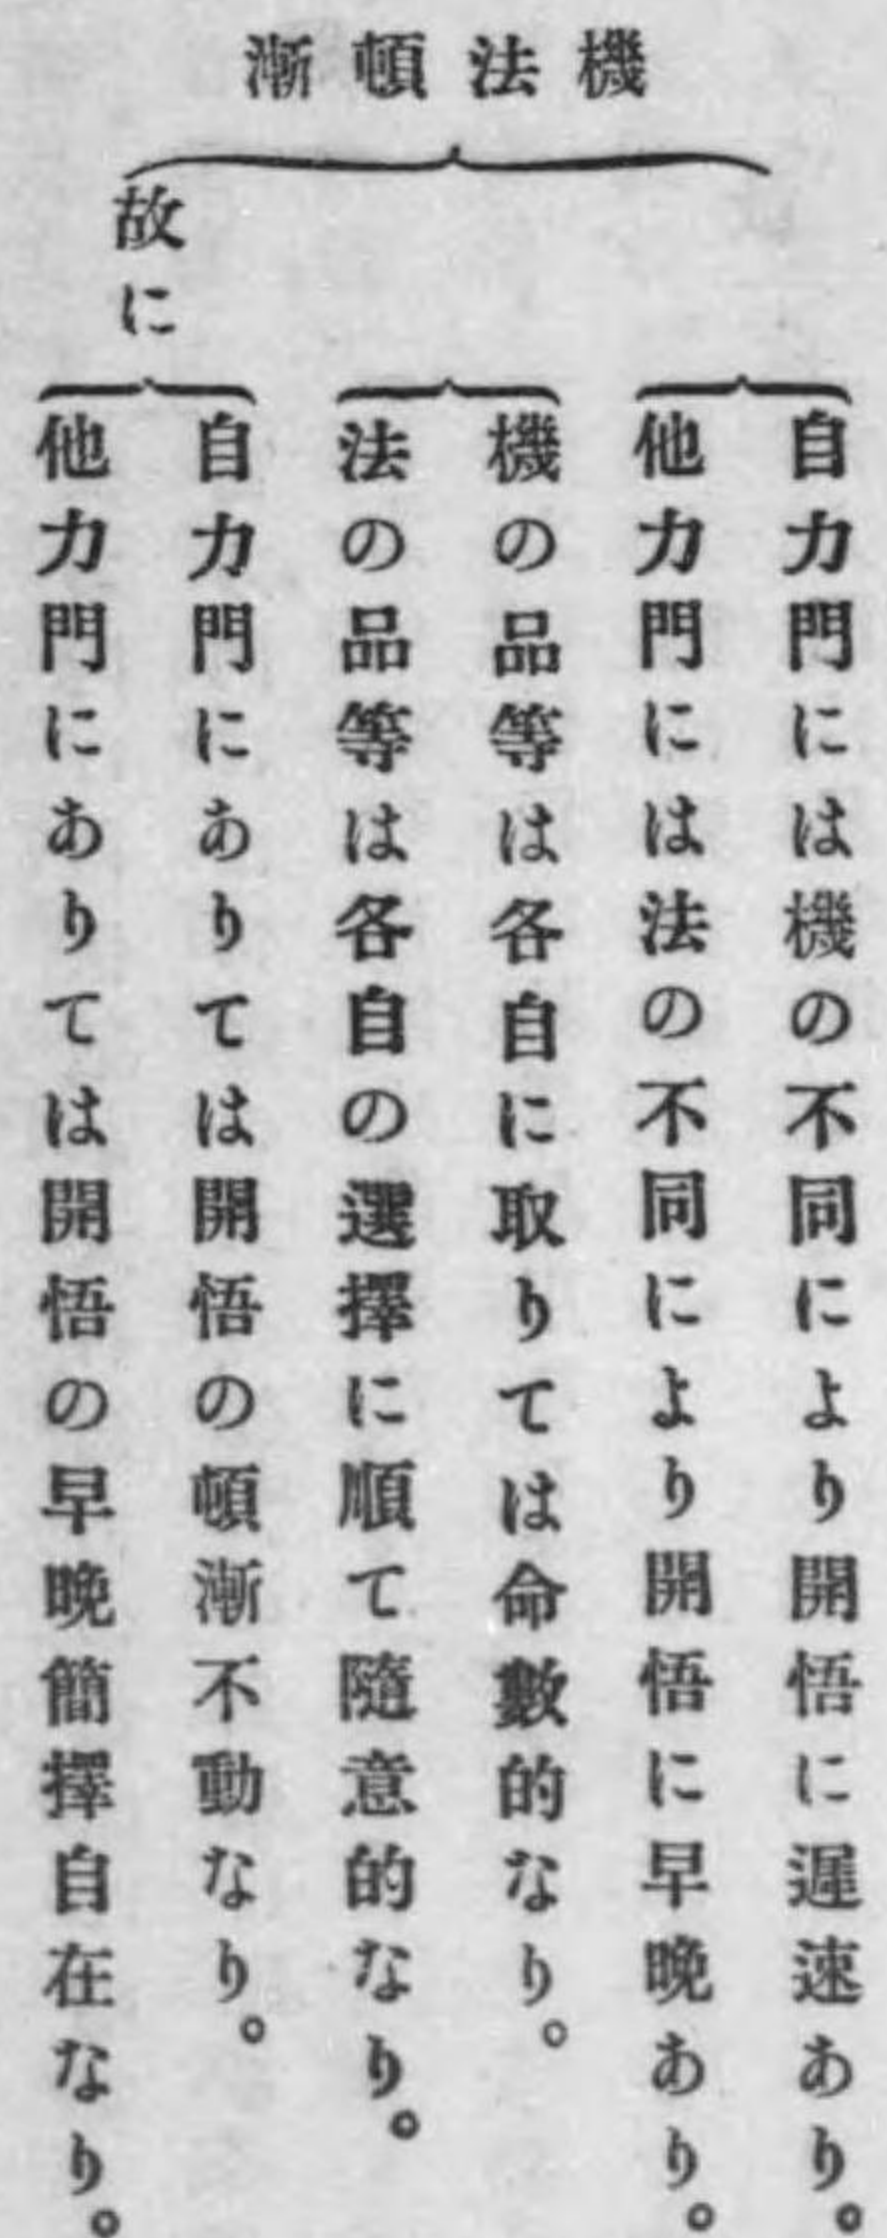 機法頓漸
自力門には機の不同により開悟に遲速あり。
他力門には法の不同により開悟に早晩あり。
機の品等は各自に取りては命數的なり。
法の品等は各自の選擇に順て隨意的なり。
故に
自力門にありては開悟の頓漸不動なり。
他力門にありては開悟の早晩簡擇自在なり。